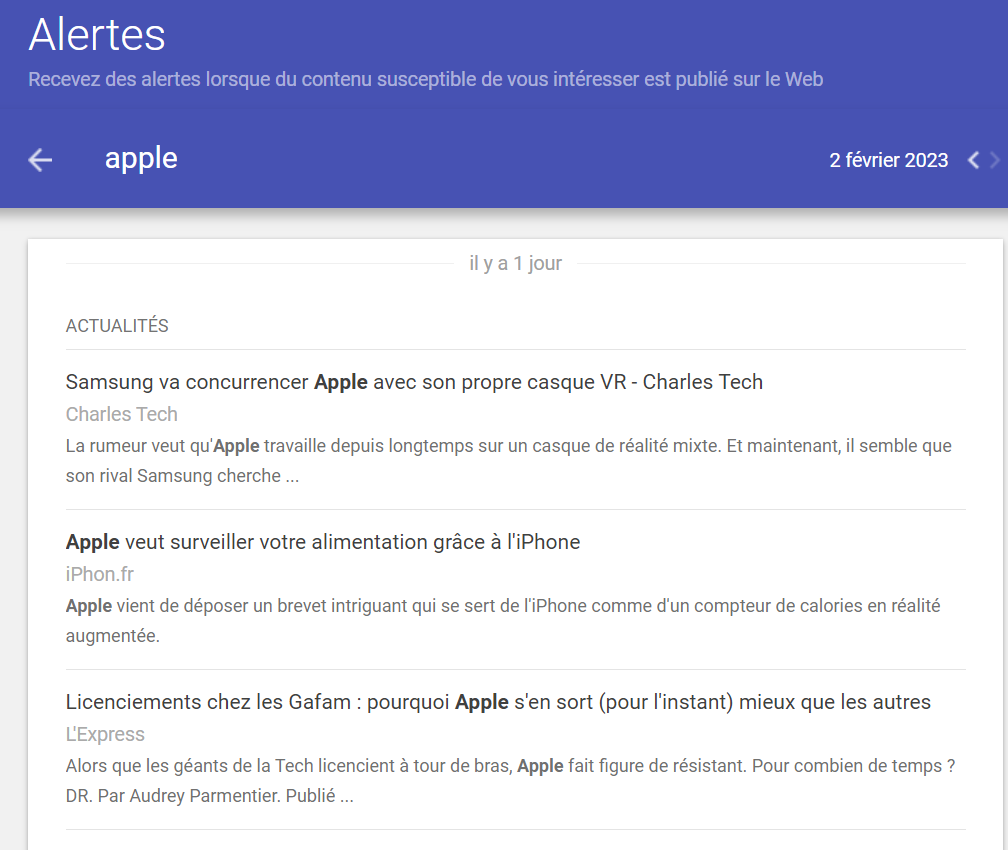 Alertes
Recevez des alertes lorsque du contenu susceptible de vous intéresser est publié sur le Web
apple
2 février 2023
il y a 1 jour
ACTUALITÉS
Samsung va concurrencer Apple avec son propre casque VR - Charles Tech
Charles Tech
La rumeur veut qu'Apple travaille depuis longtemps sur un casque de réalité mixte. Et maintenant, il semble que
son rival Samsung cherche ...
Apple veut surveiller votre alimentation grâce à l'iPhone
iPhon.fr
Apple vient de déposer un brevet intriguant qui se sert de l'iPhone comme d'un compteur de calories en réalité
augmentée.
Licenciements chez les Gafam : pourquoi Apple s'en sort (pour l'instant) mieux que les autres
L'Express
Alors que les géants de la Tech licencient à tour de bras, Apple fait figure de résistant. Pour combien de temps ?
DR. Par Audrey Parmentier. Publié ...